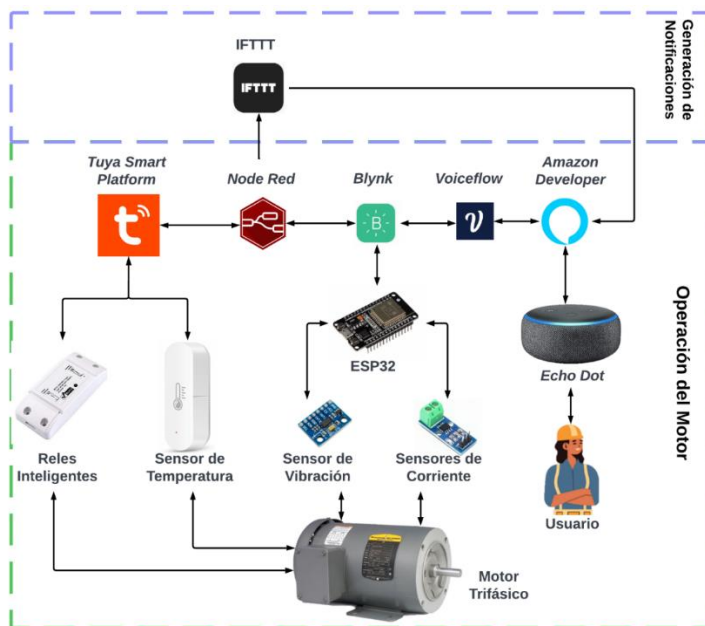 IFTTT
IFTTT
Generación de
Notificaciones
Tuya Smart
Platform
Node Red
Blynk
Voiceflow
Amazon
Developer
B
ESP32
Echo Dot
Operación del Motor
Reles
Inteligentes
Sensor de
Temperatura
Sensor de
Vibración
Sensores de
Corriente
Usuario
Motor
Trifásico